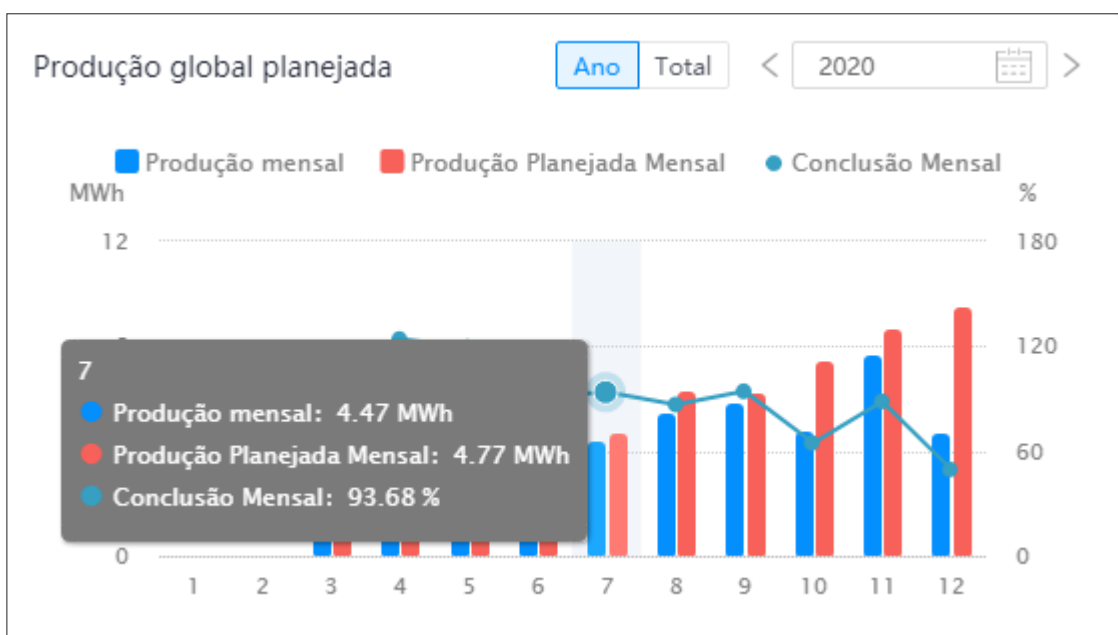 Produção global planejada
Ano Total < 2020 >
Produção mensal Produção Planejada Mensal Conclusão Mensal
MWh %
12 180
120
7
Produção mensal: 4.47 MWh
Produção Planejada Mensal: 4.77 MWh
Conclusão Mensal: 93.68 %
60
0 0
1 2 3 4 5 6 7 8 9 10 11 12